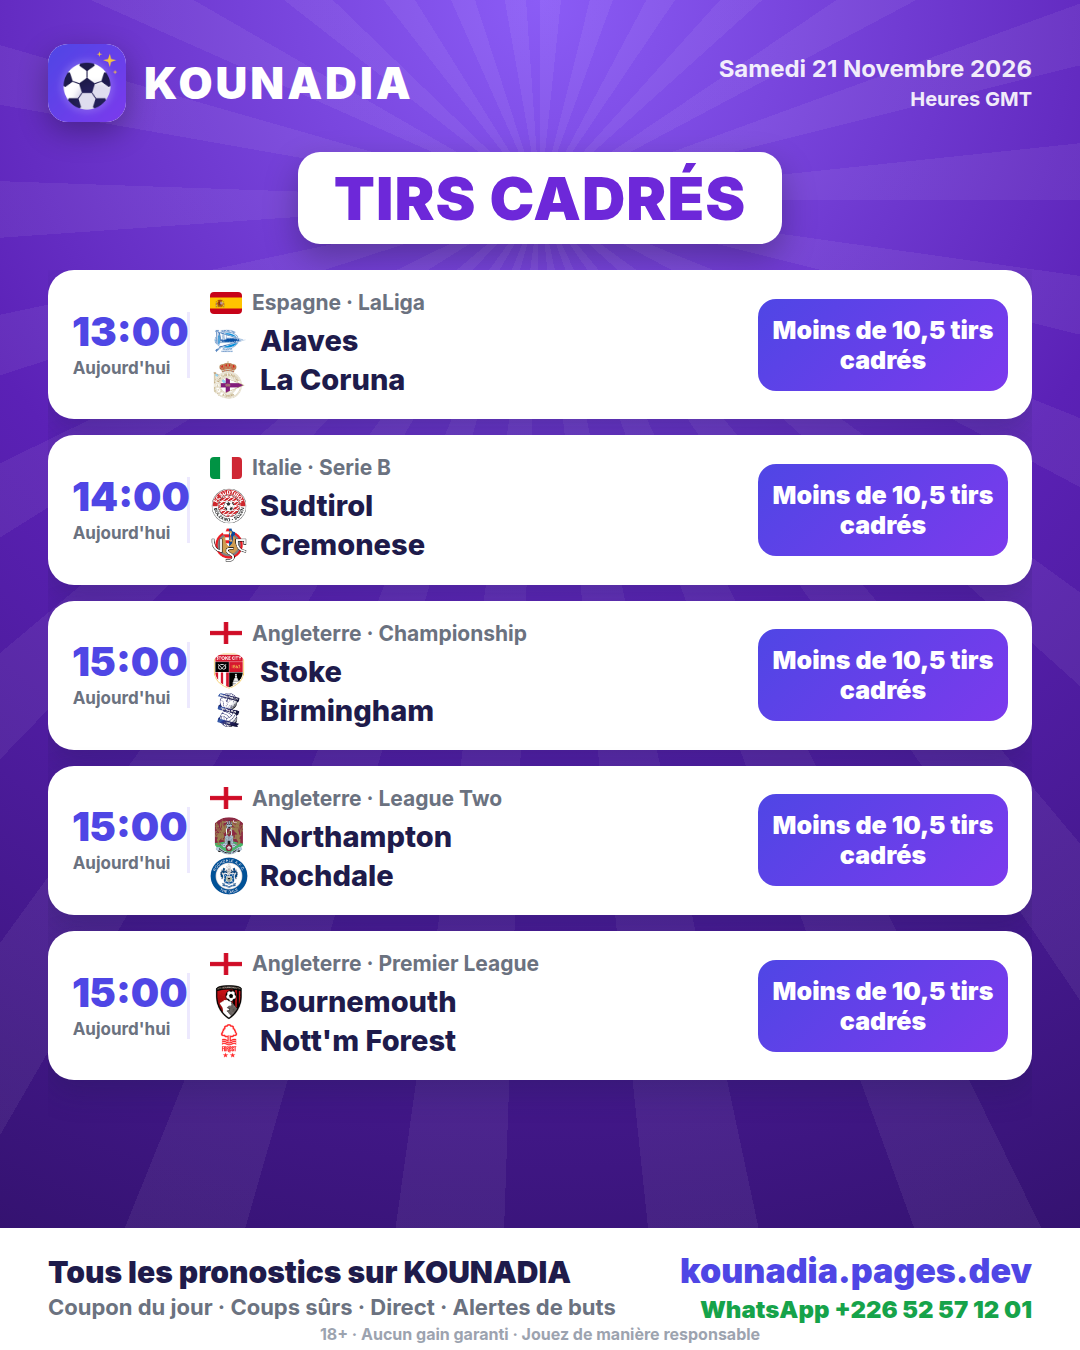 KOUNADIA
Samedi 21 Novembre 2026
Heures GMT
TIRS CADRÉS
13:00
Aujourd'hui
Espagne · LaLiga
Alaves
La Coruna
Moins de 10,5 tirs
cadrés
14:00
Aujourd'hui
Italie · Serie B
Sudtirol
Cremonese
Moins de 10,5 tirs
cadrés
15:00
Aujourd'hui
Angleterre · Championship
Stoke
Birmingham
Moins de 10,5 tirs
cadrés
15:00
Aujourd'hui
Angleterre · League Two
Northampton
Rochdale
Moins de 10,5 tirs
cadrés
15:00
Aujourd'hui
Angleterre · Premier League
Bournemouth
Nott'm Forest
Moins de 10,5 tirs
cadrés
Tous les pronostics sur KOUNADIA
kounadia.pages.dev
Coupon du jour · Coups sûrs · Direct · Alertes de buts
WhatsApp +226 52 57 12 01
18+ · Aucun gain garanti · Jouez de manière responsable